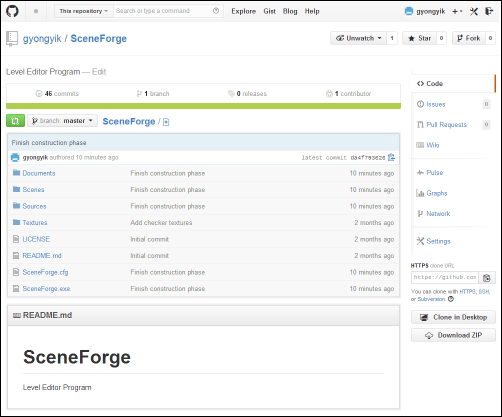 This repository Search or type a command Explore Gist Blog Help gyongyik
gyongyik / SceneForge Unwatch 1 Star 0 Fork 0
Level Editor Program — Edit
46 commits 1 branch 0 releases 1 contributor
branch: master SceneForge /
Finish construction phase
gyongyik authored 10 minutes ago latest commit
Documents Finish construction phase 10 minutes ago
Scenes Finish construction phase 10 minutes ago
Sources Finish construction phase 10 minutes ago
Textures Add checker textures 2 months ago
LICENSE Initial commit 2 months ago
README.md Initial commit 2 months ago
SceneForge.cfg Finish construction phase 10 minutes ago
SceneForge.exe Finish construction phase 10 minutes ago
README.md
SceneForge
Level Editor Program
Code
Issues 0
Pull Requests 0
Wiki
Pulse
Graphs
Network
Settings
HTTPS clone URL
https://github.com
You can clone with HTTPS, SSH,
or Subversion.
Clone in Desktop
Download ZIP